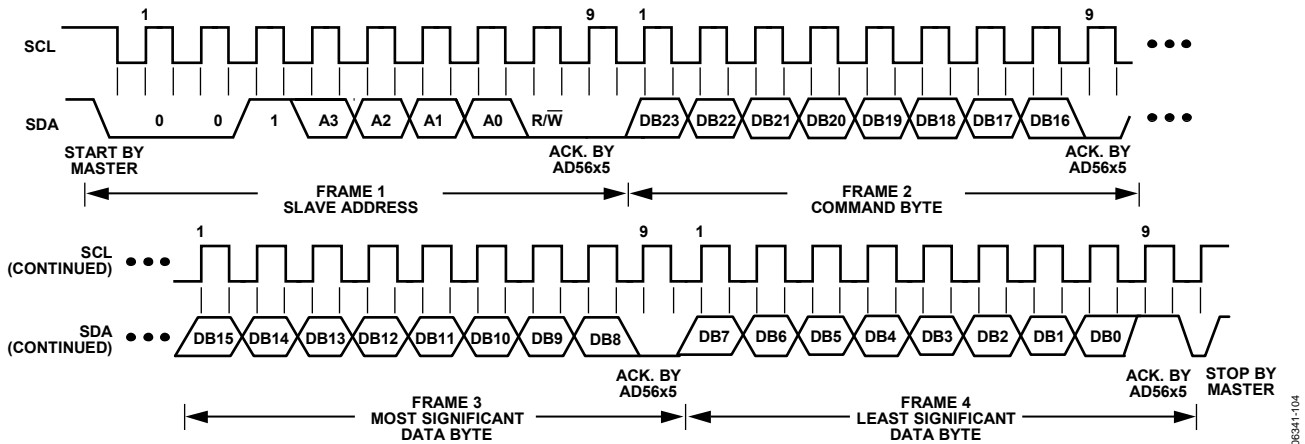 1 9 1 9
SCL
SDA 0 0 1 A3 A2 A1 A0 R/W̅ DB23 DB22 DB21 DB20 DB19 DB18 DB17 DB16
START BY
MASTER
ACK. BY
AD56x5
ACK. BY
AD56x5
FRAME 1
SLAVE ADDRESS
FRAME 2
COMMAND BYTE
1 9 1 9
SCL
(CONTINUED)
SDA
(CONTINUED)
DB15 DB14 DB13 DB12 DB11 DB10 DB9 DB8 DB7 DB6 DB5 DB4 DB3 DB2 DB1 DB0
ACK. BY
AD56x5
ACK. BY
AD56x5
STOP BY
MASTER
FRAME 3
MOST SIGNIFICANT
DATA BYTE
FRAME 4
LEAST SIGNIFICANT
DATA BYTE
06341-104